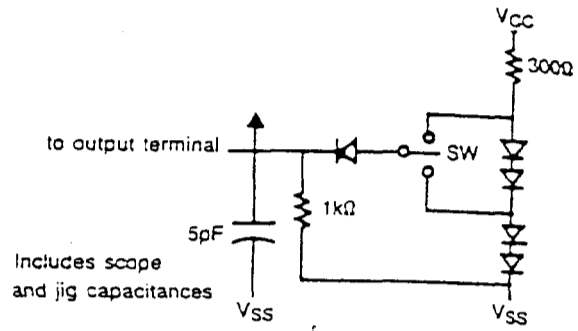 VCC
300Ω
to output terminal
SW
1kΩ
5pF
Includes scope
and jig capacitances
VSS
VSS